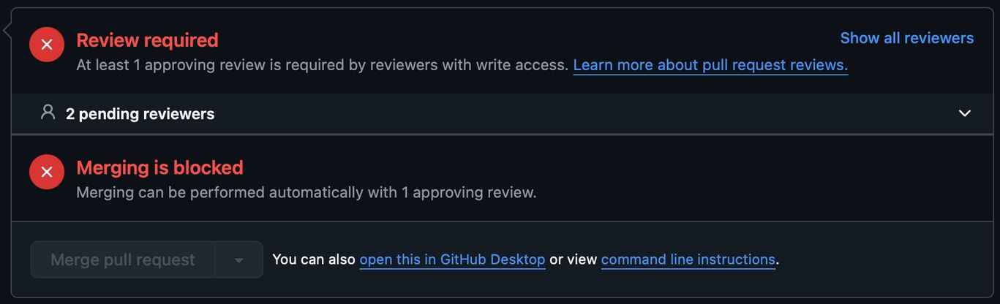 Review required
Show all reviewers
At least 1 approving review is required by reviewers with write access. Learn more about pull request reviews.
2 pending reviewers
Merging is blocked
Merging can be performed automatically with 1 approving review.
Merge pull request
You can also open this in GitHub Desktop or view command line instructions.